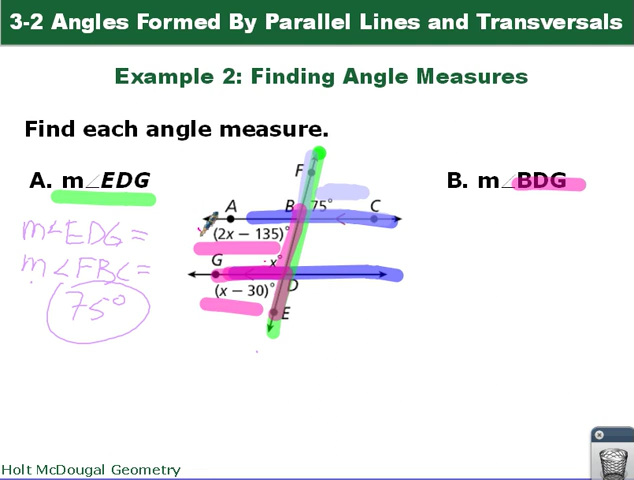 3-2 Angles Formed By Parallel Lines and Transversals
Example 2: Finding Angle Measures
Find each angle measure.
A. m∠EDG
B. m∠BDG
F
A
B
75°
C
(2x − 135)°
G
x°
(x − 30)°
D
E
m∠EDG =
m∠FBC =
75°
Holt McDougal Geometry